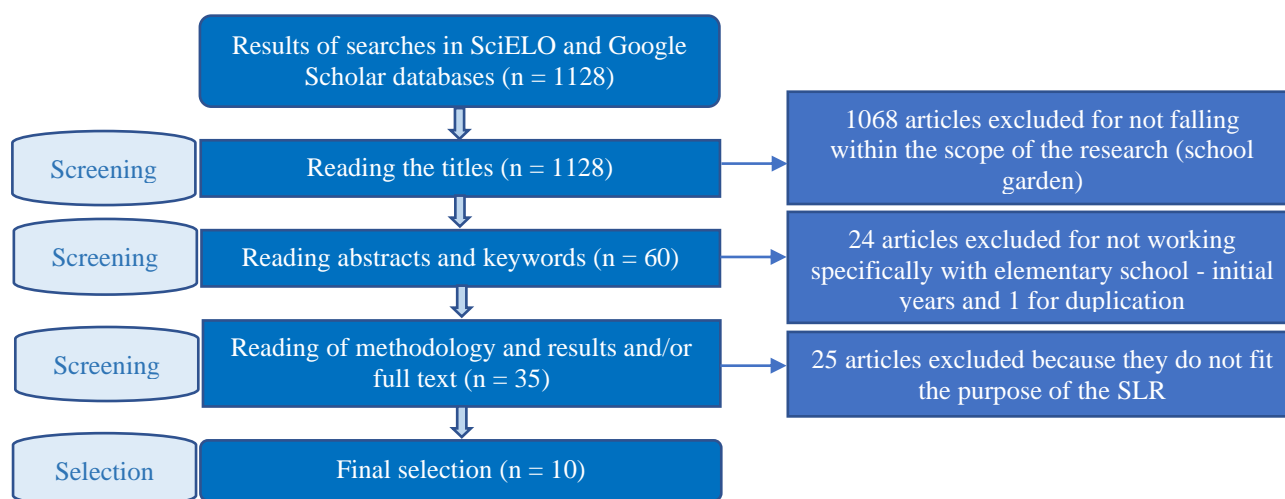 Results of searches in SciELO and Google
Scholar databases (n = 1128)
Screening
Reading the titles (n = 1128)
1068 articles excluded for not falling
within the scope of the research (school
garden)
Screening
Reading abstracts and keywords (n = 60)
24 articles excluded for not working
specifically with elementary school - initial
years and 1 for duplication
Screening
Reading of methodology and results and/or
full text (n = 35)
25 articles excluded because they do not fit
the purpose of the SLR
Selection
Final selection (n = 10)